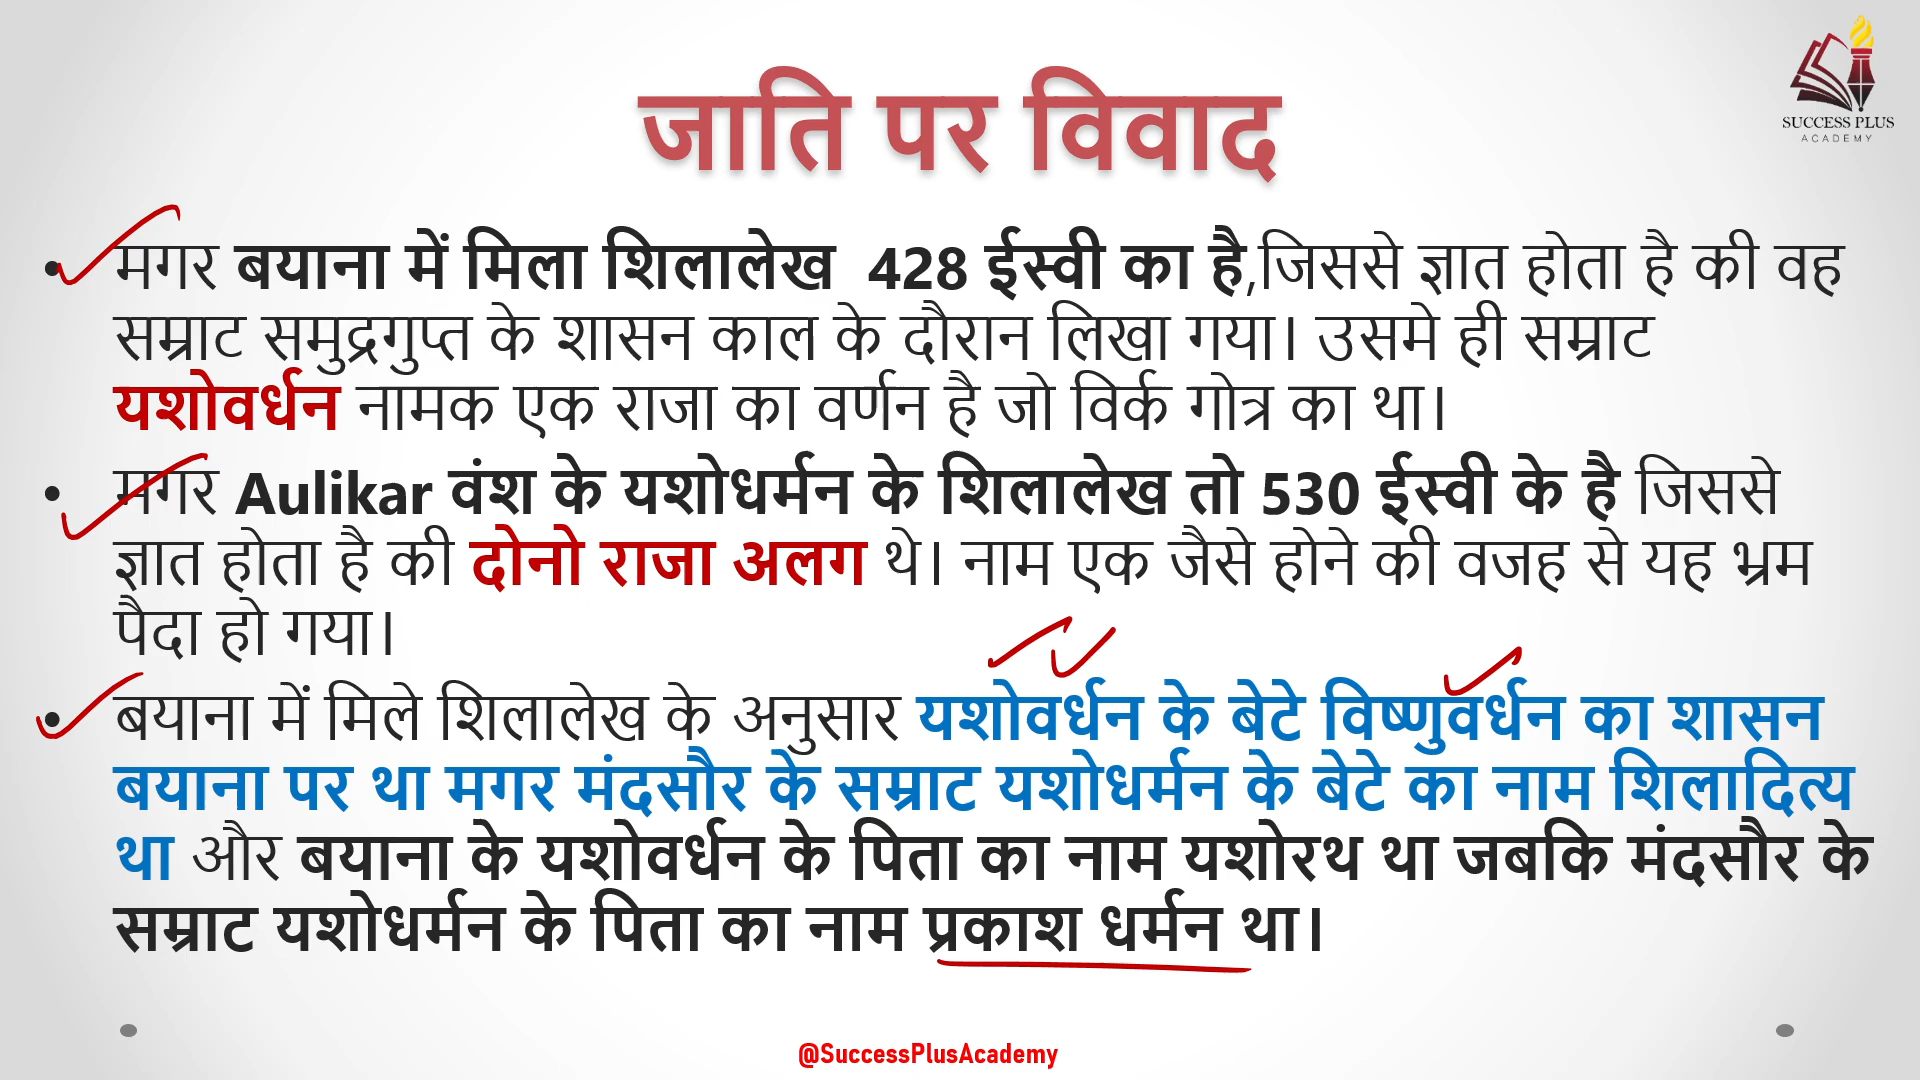 SUCCESS PLUS
ACADEMY
जाति पर विवाद
• मगर बयाना में मिला शिलालेख 428 ईस्वी का है,जिससे ज्ञात होता है की वह
सम्राट समुद्रगुप्त के शासन काल के दौरान लिखा गया। उसमे ही सम्राट
यशोवर्धन नामक एक राजा का वर्णन है जो विर्क गोत्र का था।
• मगर Aulikar वंश के यशोधर्मन के शिलालेख तो 530 ईस्वी के है जिससे
ज्ञात होता है की दोनो राजा अलग थे। नाम एक जैसे होने की वजह से यह भ्रम
पैदा हो गया।
• बयाना में मिले शिलालेख के अनुसार यशोवर्धन के बेटे विष्णुवर्धन का शासन
बयाना पर था मगर मंदसौर के सम्राट यशोधर्मन के बेटे का नाम शिलादित्य
था और बयाना के यशोवर्धन के पिता का नाम यशोरथ था जबकि मंदसौर के
सम्राट यशोधर्मन के पिता का नाम प्रकाश धर्मन था।
@SuccessPlusAcademy